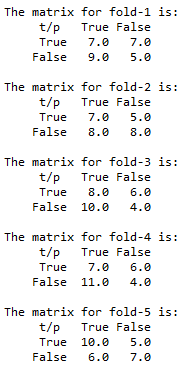 The matrix for fold-1 is:
t/p True False
True 7.0 7.0
False 9.0 5.0
The matrix for fold-2 is:
t/p True False
True 7.0 5.0
False 8.0 8.0
The matrix for fold-3 is:
t/p True False
True 8.0 6.0
False 10.0 4.0
The matrix for fold-4 is:
t/p True False
True 7.0 6.0
False 11.0 4.0
The matrix for fold-5 is:
t/p True False
True 10.0 5.0
False 6.0 7.0